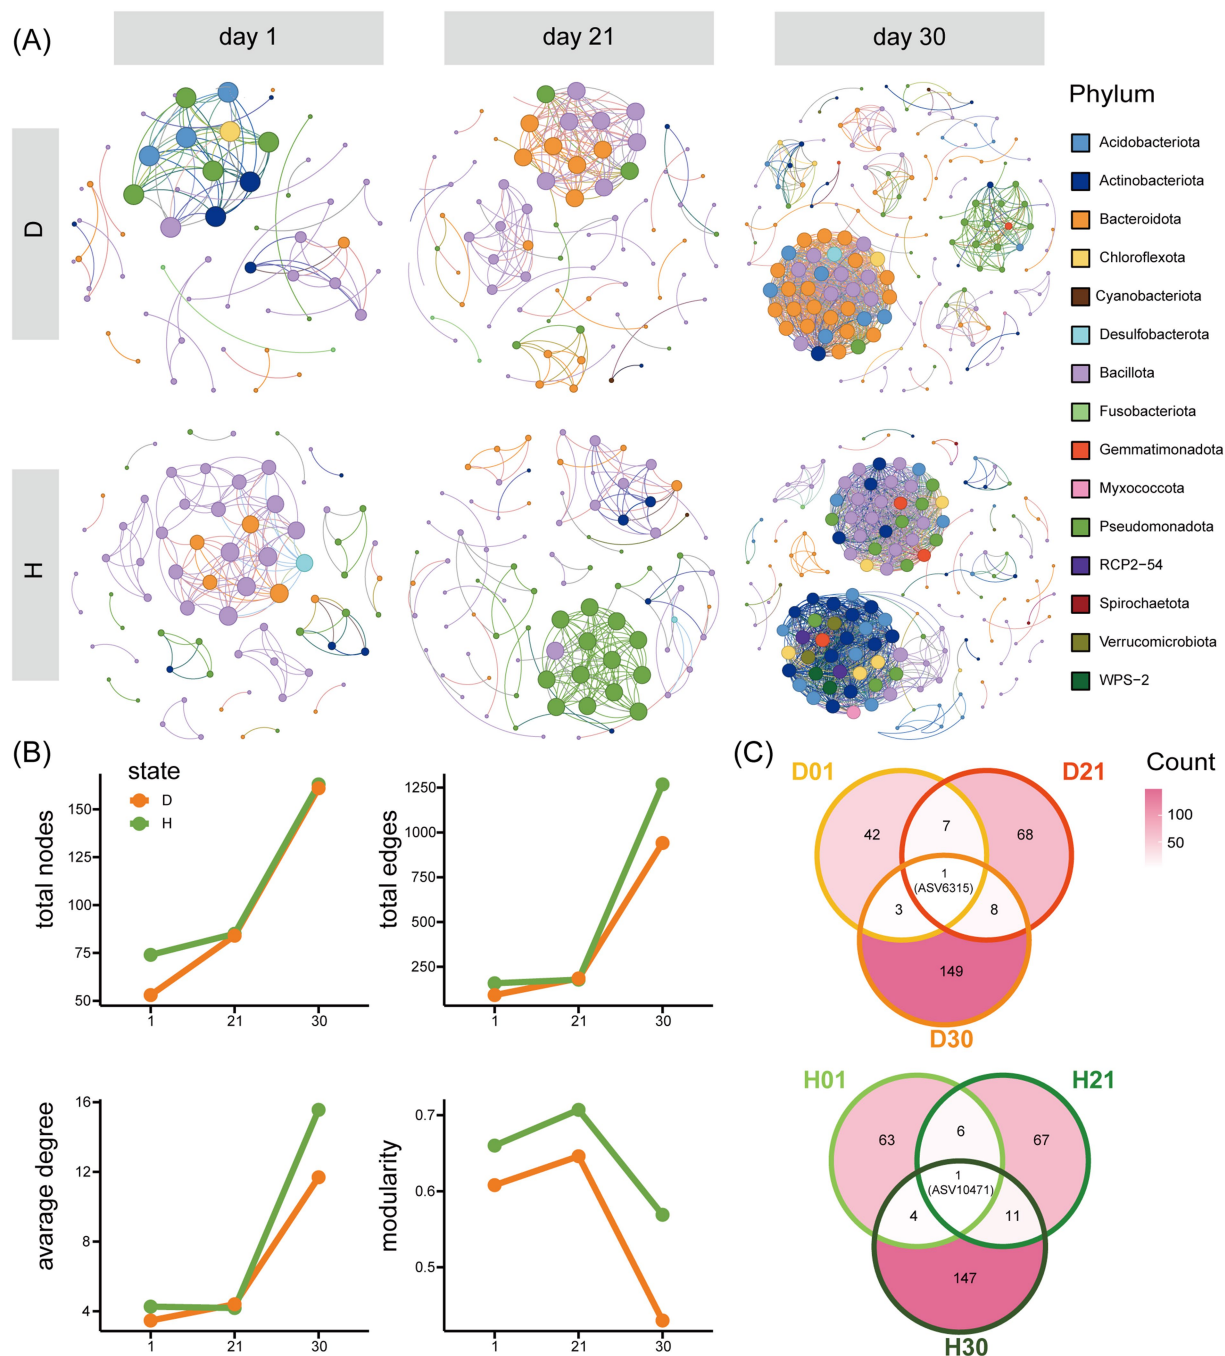 (A)
day 1
day 21
day 30
D
H
Phylum
Acidobacteriota
Actinobacteriota
Bacteroidota
Chloroflexota
Cyanobacteriota
Desulfobacterota
Bacillota
Fusobacteriota
Gemmatimonadota
Myxococcota
Pseudomonadota
RCP2−54
Spirochaetota
Verrucomicrobiota
WPS−2
(B)
state
D
H
total nodes
150
125
100
75
50
1 21 30
total edges
1250
1000
750
500
250
1 21 30
avarage degree
16
12
8
4
1 21 30
modularity
0.7
0.6
0.5
1 21 30
(C)
D01
D21
42
7
68
1
(ASV6315)
3
8
149
D30
Count
100
50
H01
H21
63
6
67
1
(ASV10471)
4
11
147
H30